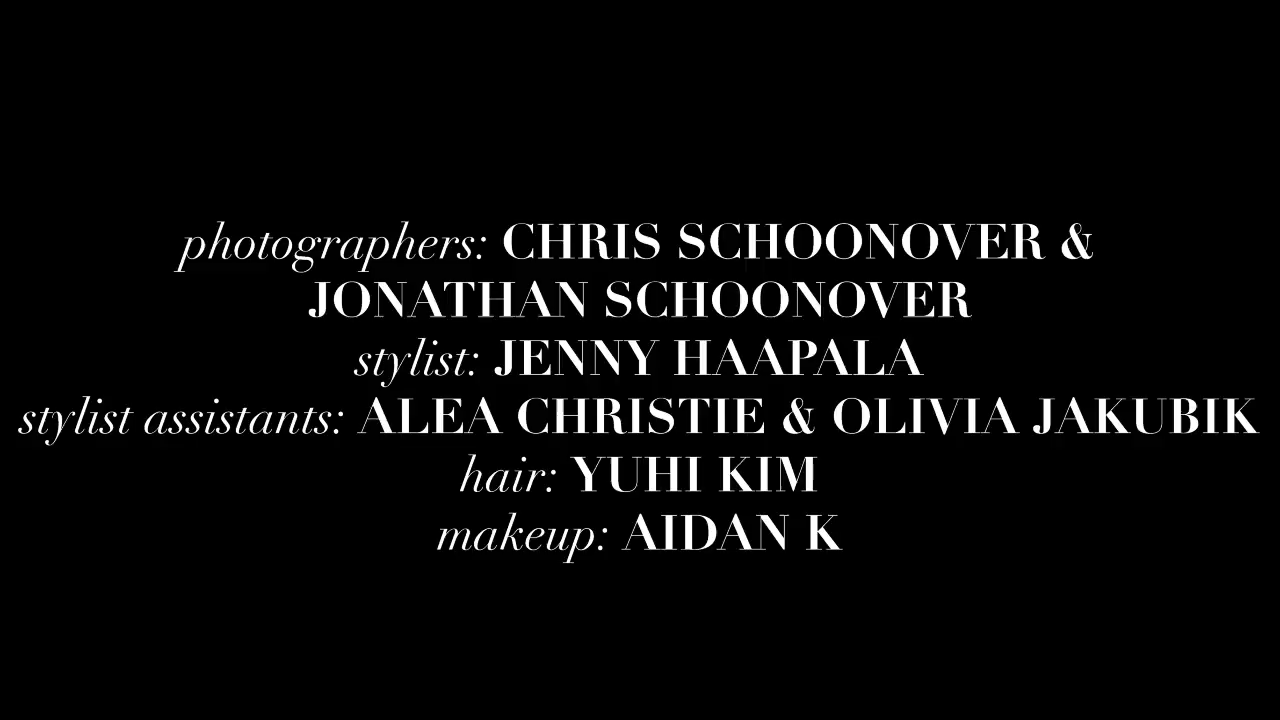 photographers: CHRIS SCHOONOVER &
JONATHAN SCHOONOVER
stylist: JENNY HAAPALA
stylist assistants: ALEA CHRISTIE & OLIVIA JAKUBIK
hair: YUHI KIM
makeup: AIDAN K